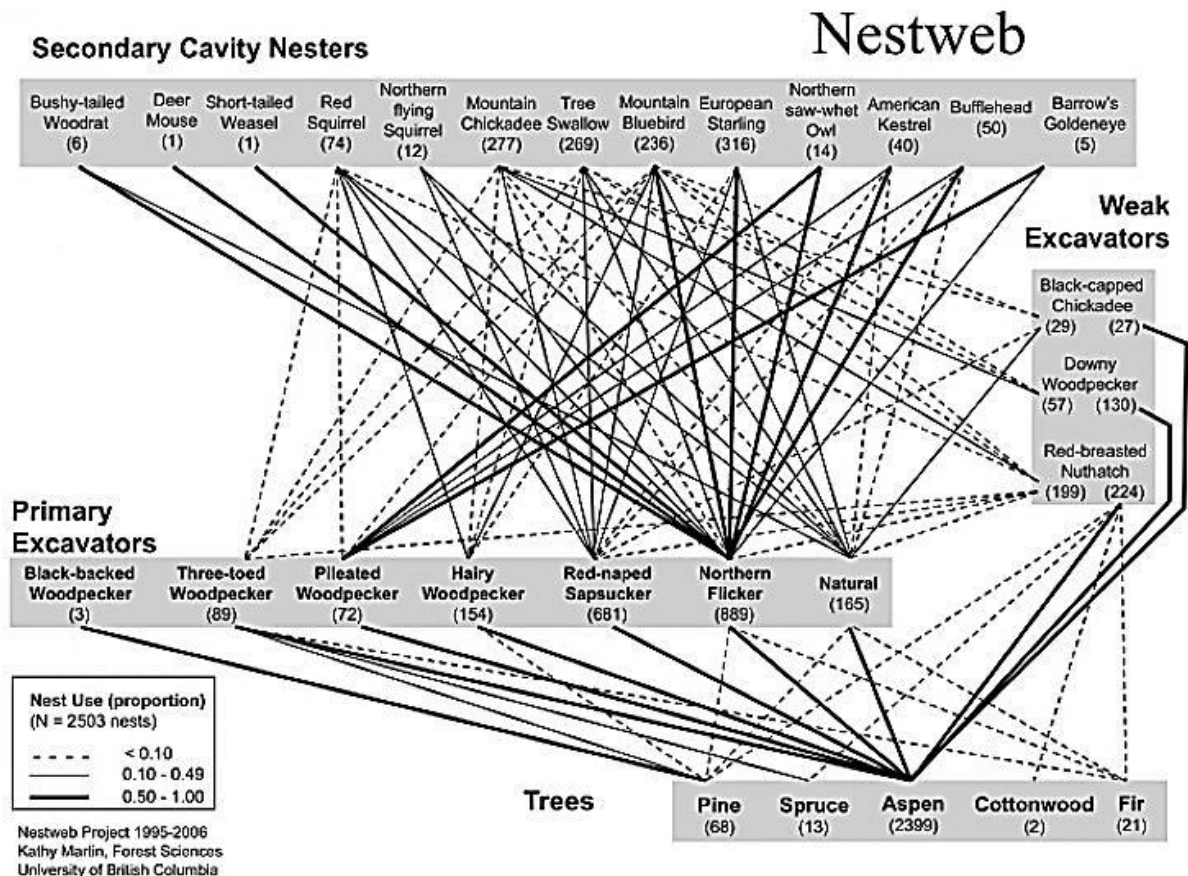 Nestweb
Secondary Cavity Nesters
Bushy-tailed
Woodrat
(6)
Deer
Mouse
(1)
Short-tailed
Weasel
(1)
Red
Squirrel
(74)
Northern
flying
Squirrel
(12)
Mountain
Chickadee
(277)
Tree
Swallow
(269)
Mountain
Bluebird
(236)
European
Starling
(316)
Northern
saw-whet
Owl
(14)
American
Kestrel
(40)
Bufflehead
(50)
Barrow's
Goldeneye
(5)
Weak
Excavators
Black-capped
Chickadee
(29) (27)
Downy
Woodpecker
(57) (130)
Red-breasted
Nuthatch
(199) (224)
Primary
Excavators
Black-backed
Woodpecker
(3)
Three-toed
Woodpecker
(89)
Pileated
Woodpecker
(72)
Hairy
Woodpecker
(154)
Red-naped
Sapsucker
(681)
Northern
Flicker
(889)
Natural
(165)
Nest Use (proportion)
(N = 2503 nests)
< 0.10
0.10 - 0.49
0.50 - 1.00
Trees
Pine
(68)
Spruce
(13)
Aspen
(2399)
Cottonwood
(2)
Fir
(21)
Nestweb Project 1995-2006
Kathy Martin, Forest Sciences
University of British Columbia